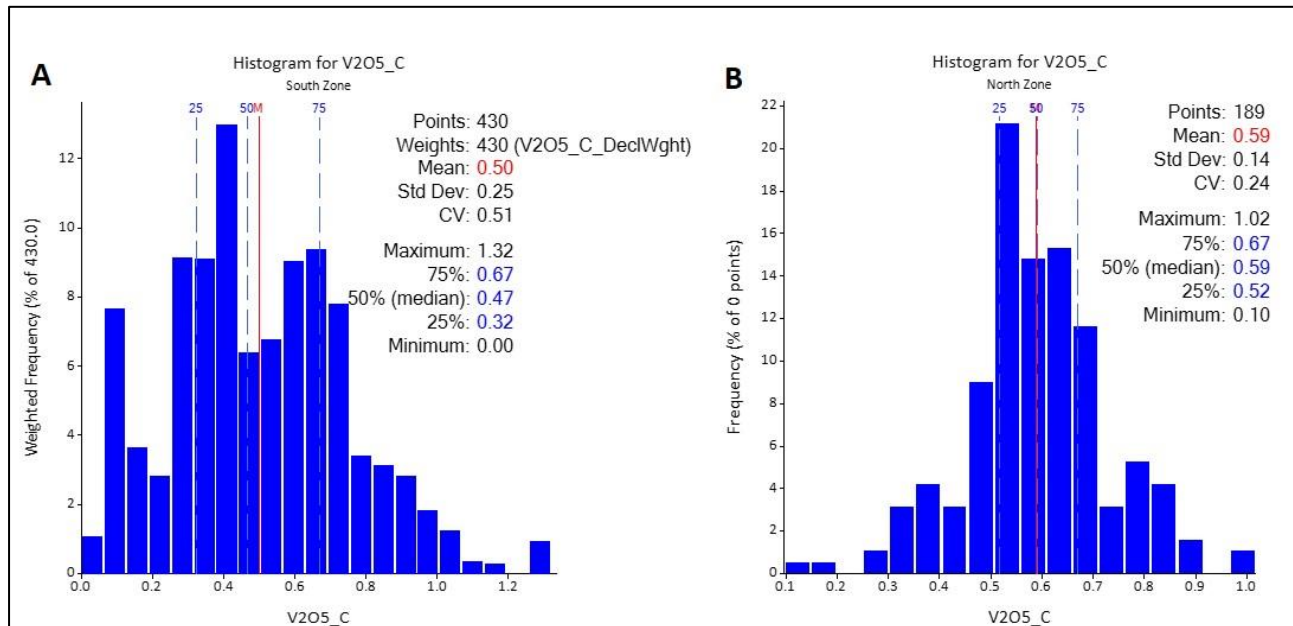 A
Histogram for V2O5_C
South Zone
25
50
M
75
Points: 430
Weights: 430 (V2O5_C_DeclWght)
Mean: 0.50
Std Dev: 0.25
CV: 0.51
Maximum: 1.32
75%: 0.67
50% (median): 0.47
25%: 0.32
Minimum: 0.00
Weighted Frequency (% of 430.0)
12
10
8
6
4
2
0
0.0 0.2 0.4 0.6 0.8 1.0 1.2
V2O5_C
B
Histogram for V2O5_C
North Zone
25
50
75
Points: 189
Mean: 0.59
Std Dev: 0.14
CV: 0.24
Maximum: 1.02
75%: 0.67
50% (median): 0.59
25%: 0.52
Minimum: 0.10
Frequency (% of 0 points)
22
20
18
16
14
12
10
8
6
4
2
0
0.1 0.2 0.3 0.4 0.5 0.6 0.7 0.8 0.9 1.0
V2O5_C